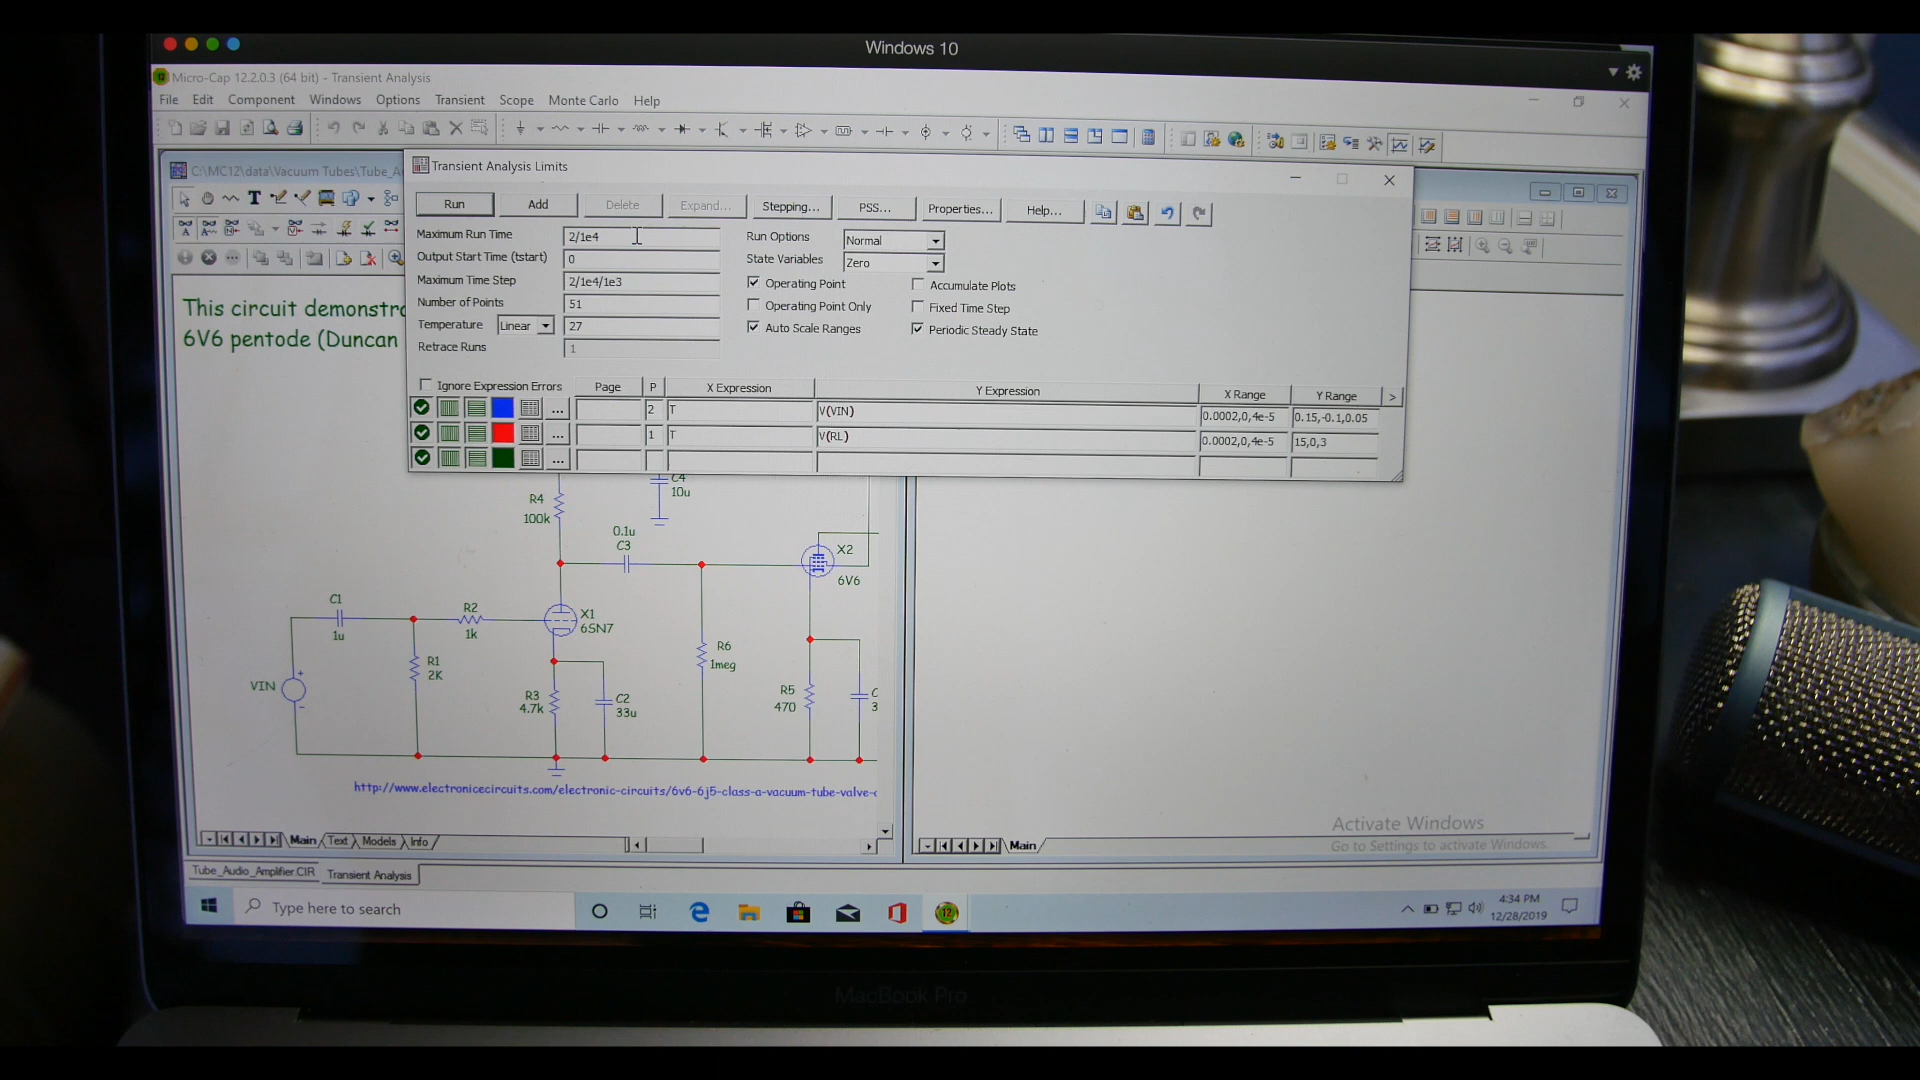 Windows 10
Micro-Cap 12.2.0.3 (64 bit) - Transient Analysis
File Edit Component Windows Options Transient Scope Monte Carlo Help
C:\MC12\data\Vacuum Tubes\Tube_A
Transient Analysis Limits
Run Add Delete Expand... Stepping... PSS... Properties... Help...
Maximum Run Time 2/1e4 Run Options Normal
Output Start Time (tstart) 0 State Variables Zero
Maximum Time Step 2/1e4/1e3 Operating Point Accumulate Plots
Number of Points 51 Operating Point Only Fixed Time Step
Temperature Linear 27 Auto Scale Ranges Periodic Steady State
Retrace Runs 1
Ignore Expression Errors Page P X Expression Y Expression X Range Y Range >
... 2 T V(VIN) 0.0002,0,4e-5 0.15,-0.1,0.05
... 1 T V(RL) 0.0002,0,4e-5 15,0,3
...
This circuit demonstra
6V6 pentode (Duncan
C4
10u
R4
100k
0.1u
C3
X2
6V6
C1
1u
R2
1k
X1
6SN7
R6
1meg
R1
2K
VIN
+
-
R3
4.7k
C2
33u
R5
470
C
3
http://www.electronicecircuits.com/electronic-circuits/6v6-6j5-class-a-vacuum-tube-valve-
Main Text Models Info
Main
Activate Windows
Go to Settings to activate Windows.
Tube_Audio_Amplifier.CIR Transient Analysis
Type here to search
12
4:34 PM
12/28/2019
MacBook Pro